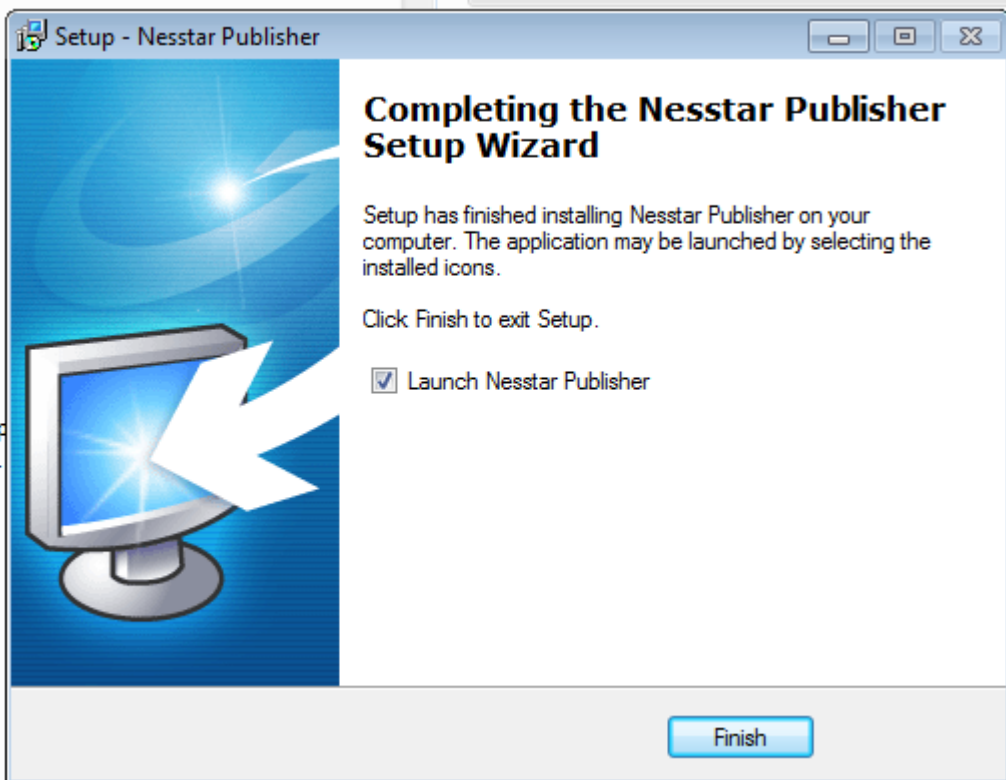 Setup - Nesstar Publisher
Completing the Nesstar Publisher
Setup Wizard
Setup has finished installing Nesstar Publisher on your
computer. The application may be launched by selecting the
installed icons.
Click Finish to exit Setup.
Launch Nesstar Publisher
Finish